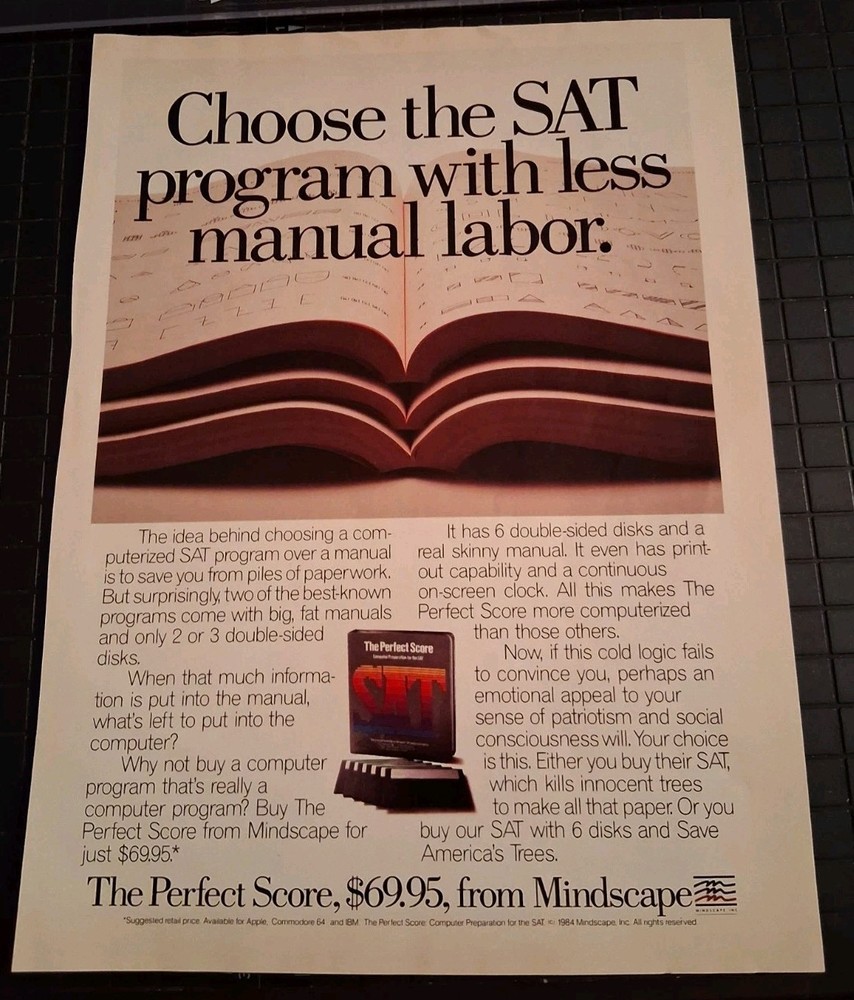 Choose the SAT
program with less
manual labor.
The idea behind choosing a com-
puterized SAT program over a manual
is to save you from piles of paperwork.
But surprisingly, two of the best-known
programs come with big, fat manuals
and only 2 or 3 double-sided
disks.
When that much informa-
tion is put into the manual,
what's left to put into the
computer?
Why not buy a computer
program that's really a
computer program? Buy The
Perfect Score from Mindscape for
just $69.95.*
It has 6 double-sided disks and a
real skinny manual. It even has print-
out capability and a continuous
on-screen clock. All this makes The
Perfect Score more computerized
than those others.
Now, if this cold logic fails
to convince you, perhaps an
emotional appeal to your
sense of patriotism and social
consciousness will. Your choice
is this. Either you buy their SAT,
which kills innocent trees
to make all that paper. Or you
buy our SAT with 6 disks and Save
America's Trees.
The Perfect Score
Computer Preparation for the SAT
SAT
The Perfect Score, $69.95, from Mindscape
MINDSCAPE INC
*Suggested retail price. Available for Apple, Commodore 64 and IBM. The Perfect Score: Computer Preparation for the SAT. © 1984 Mindscape, Inc. All rights reserved.